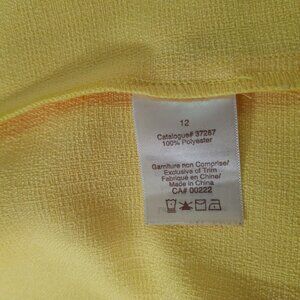 12
Catalogue# 37287
100% Polyester
Garniture non Comprise/
Exclusive of Trim
Fabriqué en Chine/
Made in China
CA# 00222